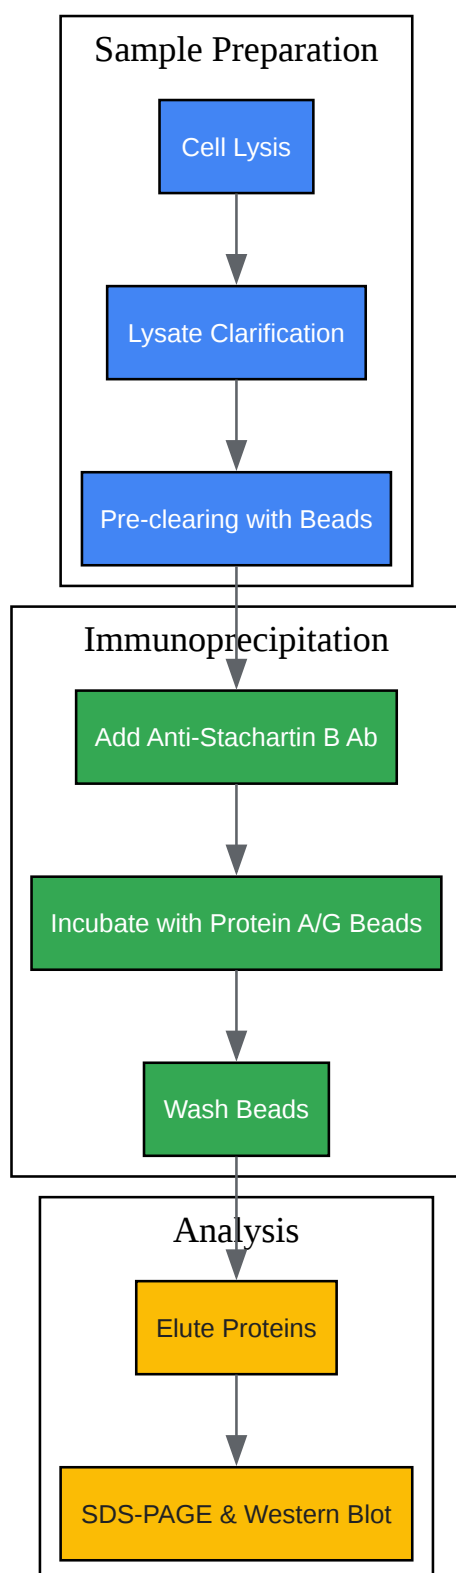 Sample Preparation
Cell Lysis
Lysate Clarification
Pre-clearing with Beads
Immunoprecipitation
Add Anti-Stachartin B Ab
Incubate with Protein A/G Beads
Wash Beads
Analysis
Elute Proteins
SDS-PAGE & Western Blot